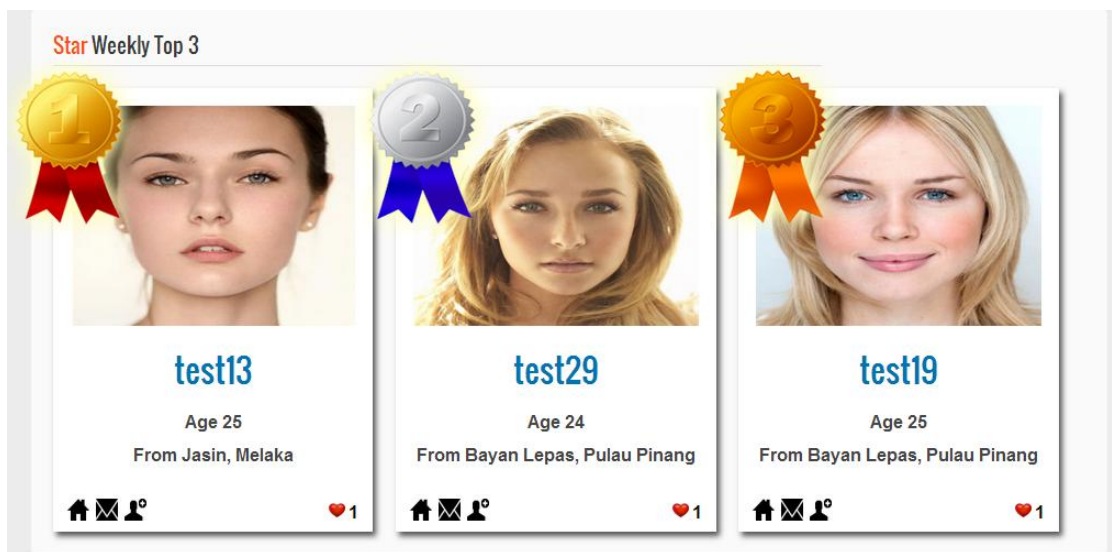 Star Weekly Top 3
1
2
3
test13
Age 25
From Jasin, Melaka
1
test29
Age 24
From Bayan Lepas, Pulau Pinang
1
test19
Age 25
From Bayan Lepas, Pulau Pinang
1